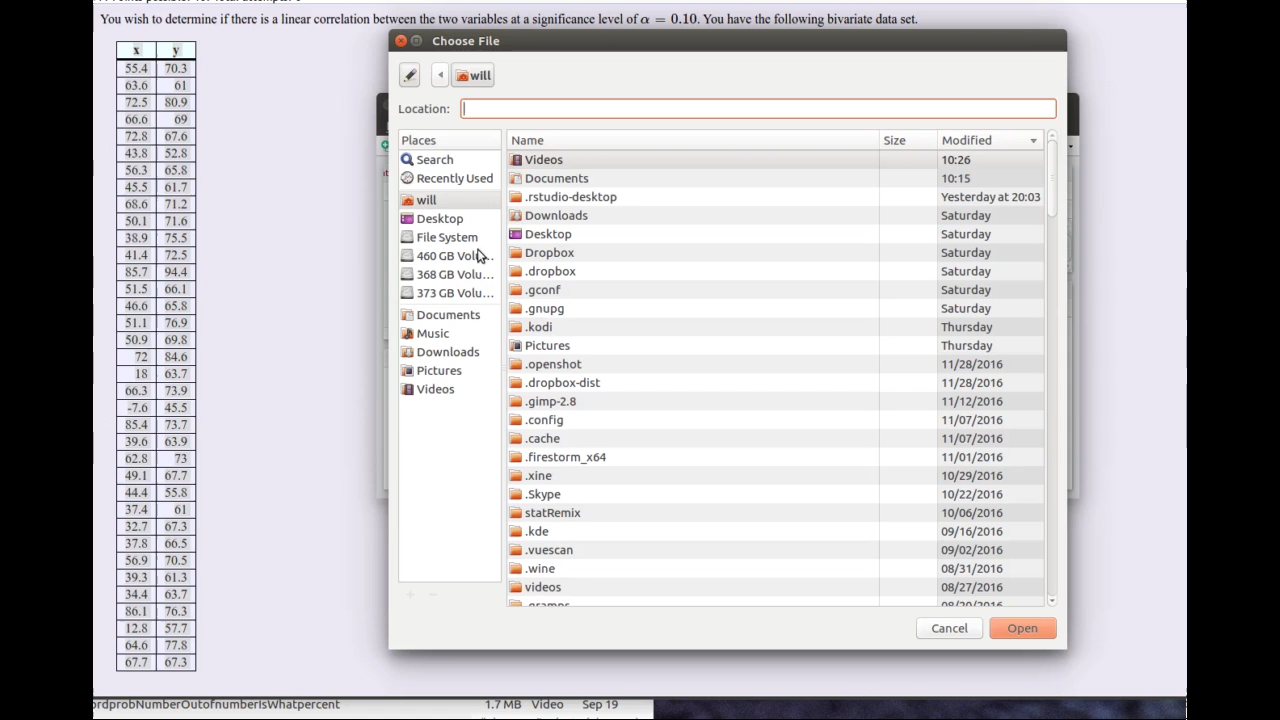 You wish to determine if there is a linear correlation between the two variables at a significance level of α = 0.10. You have the following bivariate data set.
x y
55.4 70.3
63.6 61
72.5 80.9
66.6 69
72.8 67.6
43.8 52.8
56.3 65.8
45.5 61.7
68.6 71.2
50.1 71.6
38.9 75.5
41.4 72.5
85.7 94.4
51.5 66.1
46.6 65.8
51.1 76.9
50.9 69.8
72 84.6
18 63.7
66.3 73.9
-7.6 45.5
85.4 73.7
39.6 63.9
62.8 73
49.1 67.7
44.4 55.8
37.4 61
32.7 67.3
37.8 66.5
56.9 70.5
39.3 61.3
34.4 63.7
86.1 76.3
12.8 57.7
64.6 77.8
67.7 67.3
Choose File
will
Location:
Places
Search
Recently Used
will
Desktop
File System
460 GB Volu...
368 GB Volu...
373 GB Volu...
Documents
Music
Downloads
Pictures
Videos
Name Size Modified
Videos 10:26
Documents 10:15
.rstudio-desktop Yesterday at 20:03
Downloads Saturday
Desktop Saturday
Dropbox Saturday
.dropbox Saturday
.gconf Saturday
.gnupg Saturday
.kodi Thursday
Pictures Thursday
.openshot 11/28/2016
.dropbox-dist 11/28/2016
.gimp-2.8 11/12/2016
.config 11/07/2016
.cache 11/07/2016
.firestorm_x64 11/01/2016
.xine 10/29/2016
.Skype 10/22/2016
statRemix 10/06/2016
.kde 09/16/2016
.vuescan 09/02/2016
.wine 08/31/2016
videos 08/27/2016
.gramps 08/20/2016
Cancel Open
ordprobNumberOutofnumberIsWhatpercent 1.7 MB Video Sep 19